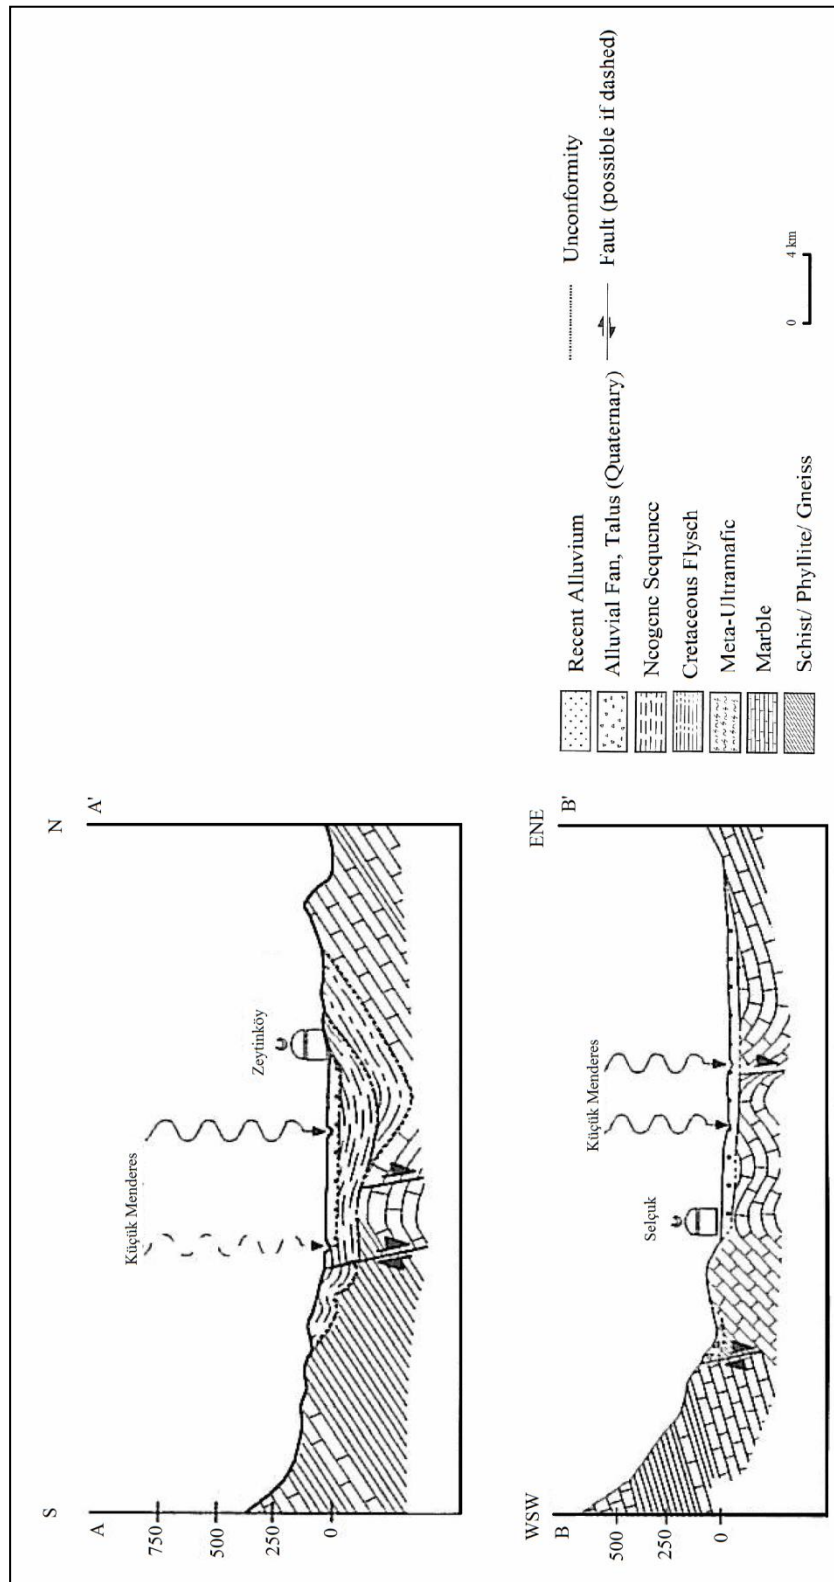 S
N
A
A'
750
500
250
0
Küçük Menderes
Zeytinköy
WSW
ENE
B
B'
500
250
0
Selçuk
Küçük Menderes
Recent Alluvium
Alluvial Fan, Talus (Quaternary)
Neogene Sequence
Cretaceous Flysch
Meta-Ultramafic
Marble
Schist/ Phyllite/ Gneiss
Unconformity
Fault (possible if dashed)
0
4 km